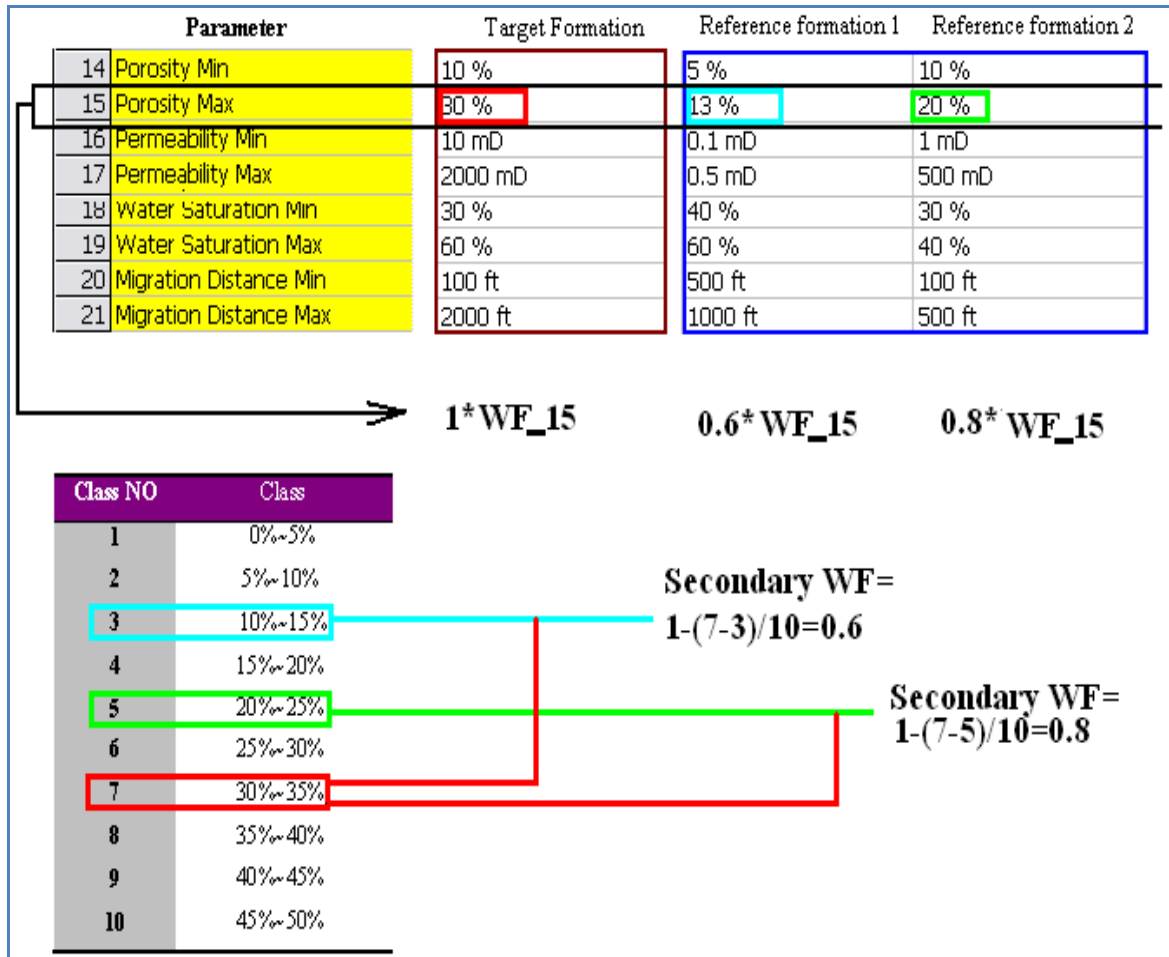 Parameter Target Formation Reference formation 1 Reference formation 2
14 Porosity Min 10 % 5 % 10 %
15 Porosity Max 30 % 13 % 20 %
16 Permeability Min 10 mD 0.1 mD 1 mD
17 Permeability Max 2000 mD 0.5 mD 500 mD
18 Water Saturation Min 30 % 40 % 30 %
19 Water Saturation Max 60 % 60 % 40 %
20 Migration Distance Min 100 ft 500 ft 100 ft
21 Migration Distance Max 2000 ft 1000 ft 500 ft
1*WF_15 0.6*WF_15 0.8* WF_15
Class NO Class
1 0%~5%
2 5%~10%
3 10%~15%
4 15%~20%
5 20%~25%
6 25%~30%
7 30%~35%
8 35%~40%
9 40%~45%
10 45%~50%
Secondary WF=
1-(7-3)/10=0.6
Secondary WF=
1-(7-5)/10=0.8